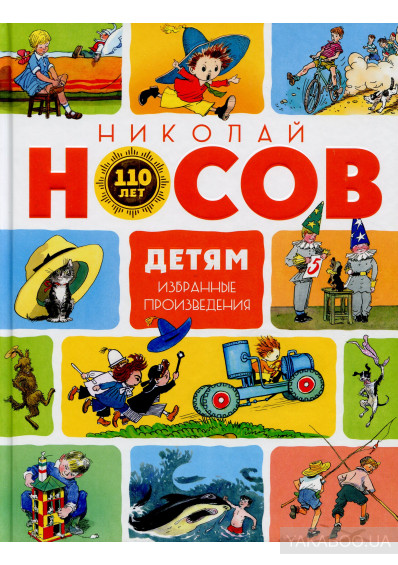 НИКОЛАЙ
НОСОВ
110
ЛЕТ
ДЕТЯМ
ИЗБРАННЫЕ
ПРОИЗВЕДЕНИЯ
5
YAKABOO.UA